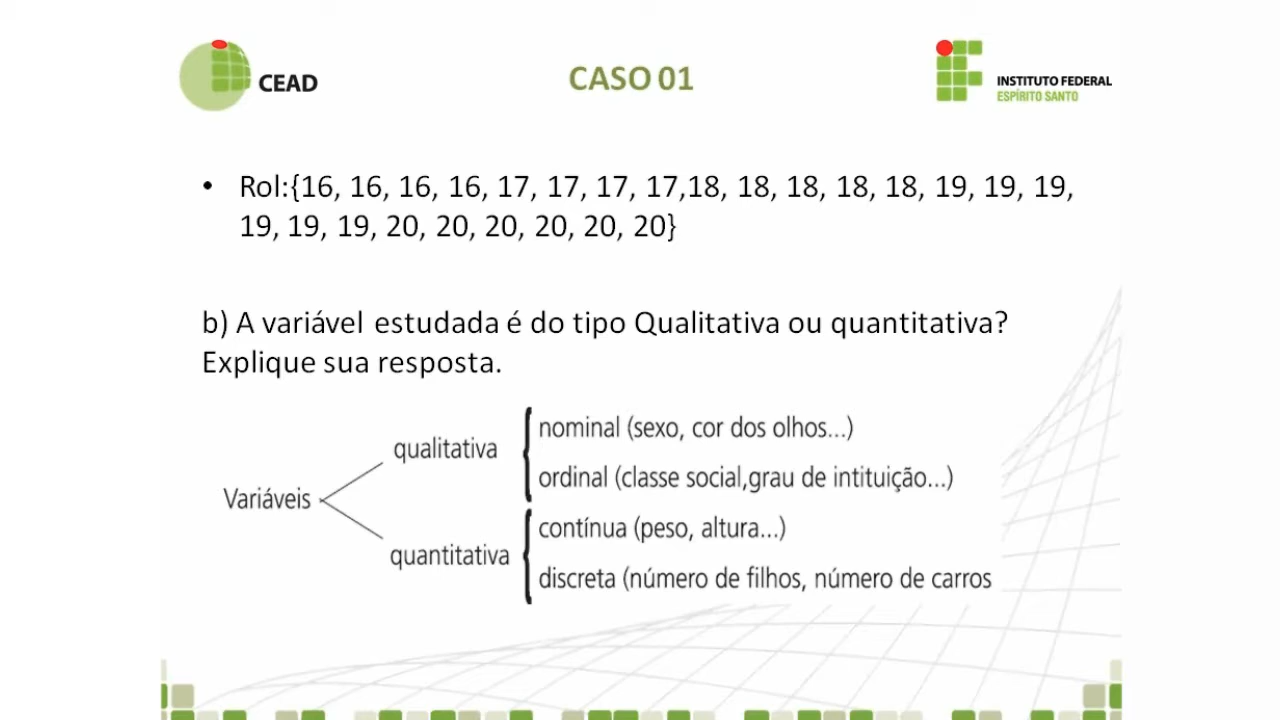 CEAD
CASO 01
INSTITUTO FEDERAL
ESPÍRITO SANTO
• Rol:{16, 16, 16, 16, 17, 17, 17, 17,18, 18, 18, 18, 18, 19, 19, 19,
19, 19, 19, 20, 20, 20, 20, 20, 20}
b) A variável estudada é do tipo Qualitativa ou quantitativa?
Explique sua resposta.
nominal (sexo, cor dos olhos...)
qualitativa
ordinal (classe social,grau de intituição...)
Variáveis
contínua (peso, altura...)
quantitativa
discreta (número de filhos, número de carros